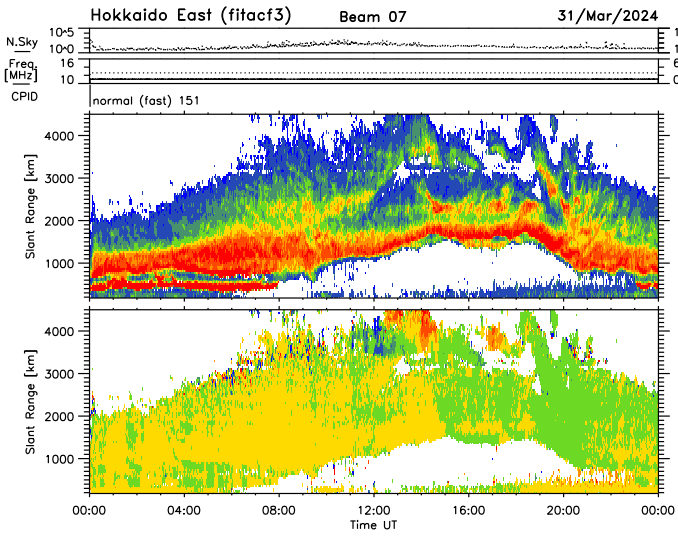 Hokkaido East (fitacf3) Beam 07 31/Mar/2024
N.Sky 10^5 10^0
Freq. [MHz] 16 10
CPID normal (fast) 151
Slant Range [km] 4000 3000 2000 1000
Slant Range [km] 4000 3000 2000 1000
00:00 04:00 08:00 12:00 16:00 20:00 00:00
Time UT